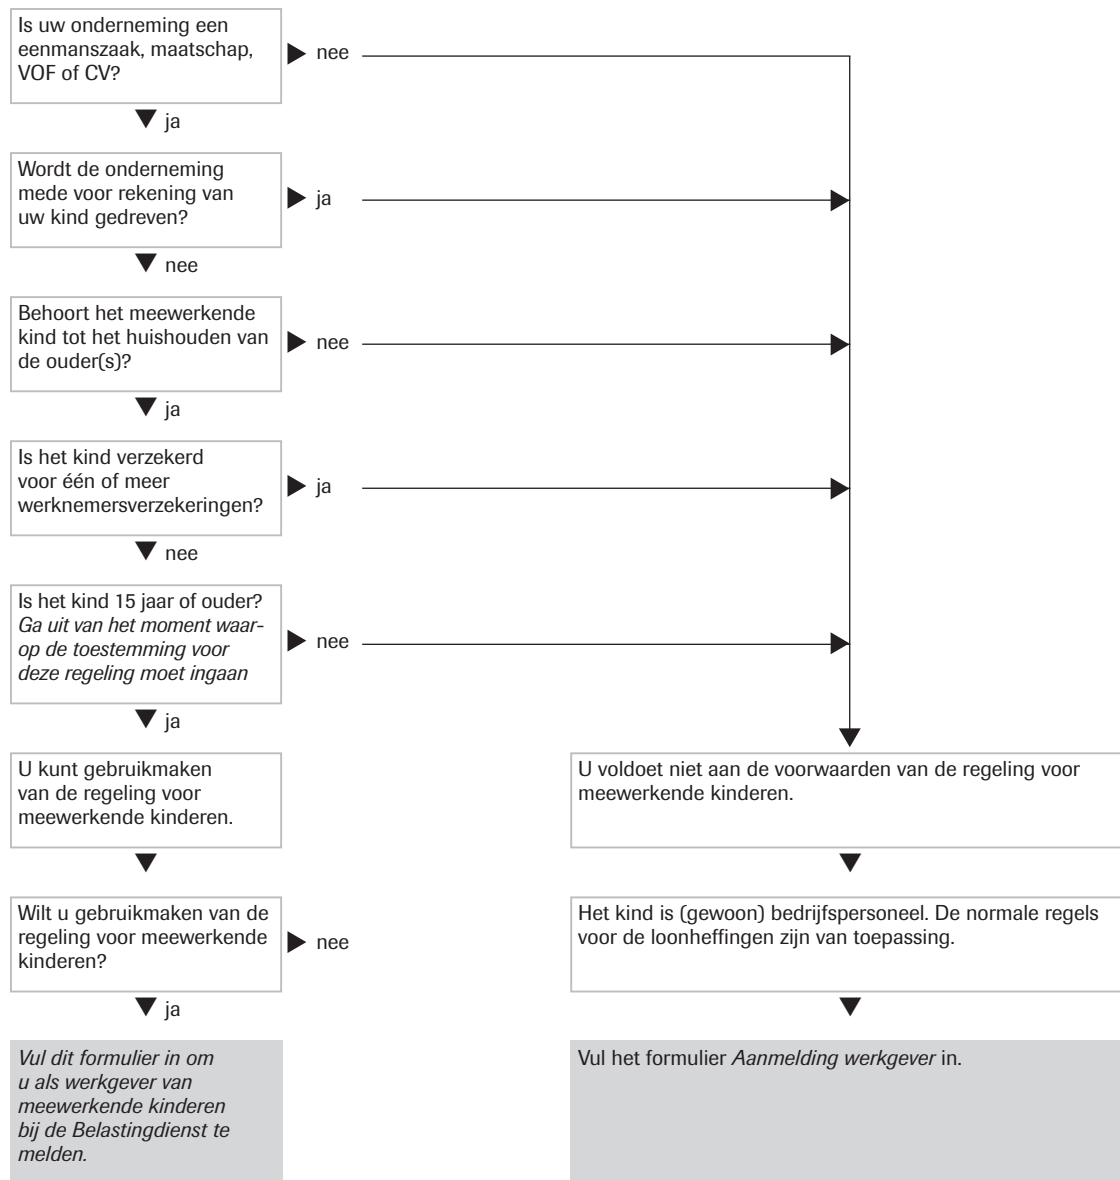 Is uw onderneming een
eenmanszaak, maatschap,
VOF of CV?
nee
ja
Wordt de onderneming
mede voor rekening van
uw kind gedreven?
ja
nee
Behoort het meewerkende
kind tot het huishouden van
de ouder(s)?
nee
ja
Is het kind verzekerd
voor één of meer
werknemersverzekeringen?
ja
nee
Is het kind 15 jaar of ouder?
Ga uit van het moment waar-
op de toestemming voor
deze regeling moet ingaan
nee
ja
U kunt gebruikmaken
van de regeling voor
meewerkende kinderen.
U voldoet niet aan de voorwaarden van de regeling voor
meewerkende kinderen.
Wilt u gebruikmaken van de
regeling voor meewerkende
kinderen?
nee
Het kind is (gewoon) bedrijfspersoneel. De normale regels
voor de loonheffingen zijn van toepassing.
ja
Vul dit formulier in om
u als werkgever van
meewerkende kinderen
bij de Belastingdienst te
melden.
Vul het formulier Aanmelding werkgever in.